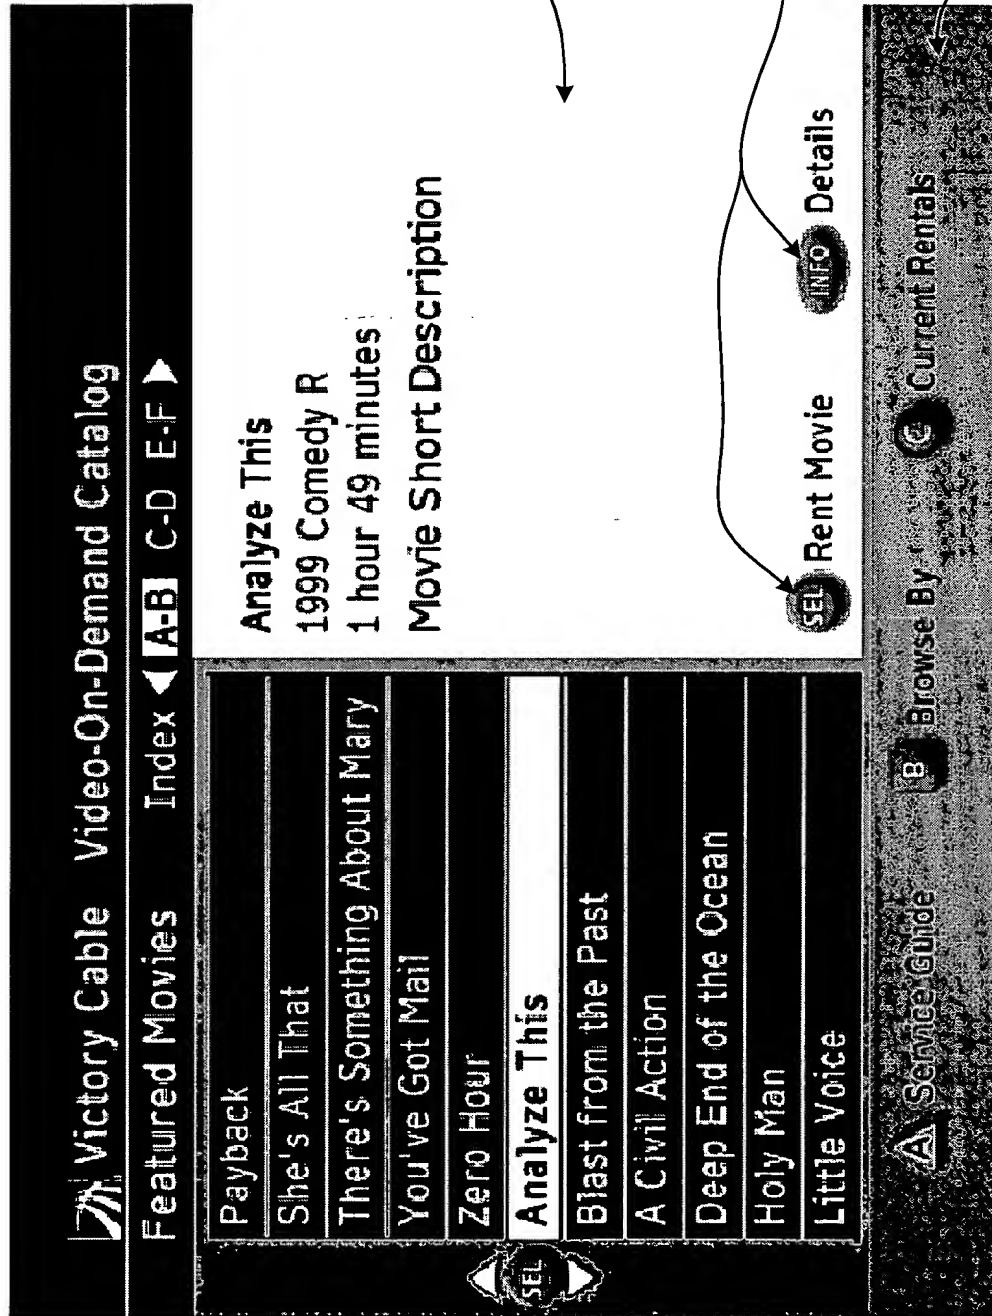 Victory Cable Video-On-Demand Catalog
Featured Movies Index A-B C-D E-F
Payback
She's All That
There's Something About Mary
You've Got Mail
Zero Hour
SEL Analyze This
Blast from the Past
A Civil Action
Deep End of the Ocean
Holy Man
Little Voice
Analyze This
1999 Comedy R
1 hour 49 minutes
Movie Short Description
SEL Rent Movie INFO Details
A Service Guide B Browse By C Current Rentals